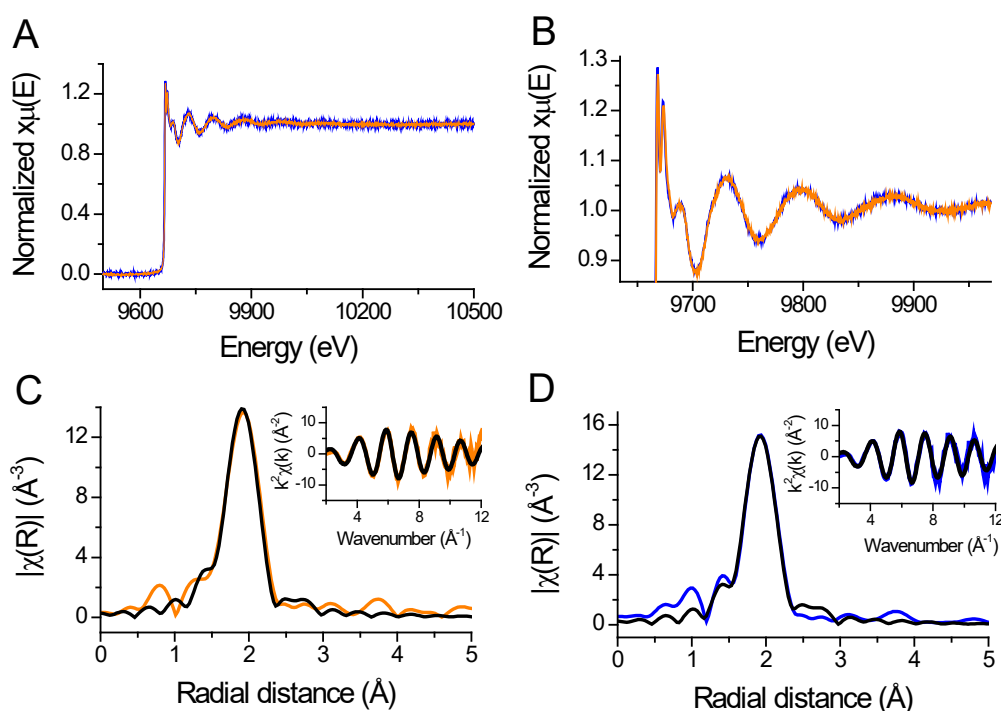 A
Normalized xμ(E)
1.2
0.8
0.4
0.0
9600 9900 10200 10500
Energy (eV)
B
Normalized xμ(E)
1.3
1.2
1.1
1.0
0.9
9700 9800 9900
Energy (eV)
C
|χ(R)| (Å-3)
12
8
4
0
0 1 2 3 4 5
Radial distance (Å)
k2χ(k) (Å-2)
10
0
-10
4 8 12
Wavenumber (Å-1)
D
|χ(R)| (Å-3)
16
12
8
4
0
0 1 2 3 4 5
Radial distance (Å)
k2χ(k) (Å-2)
10
0
-10
4 8 12
Wavenumber (Å-1)